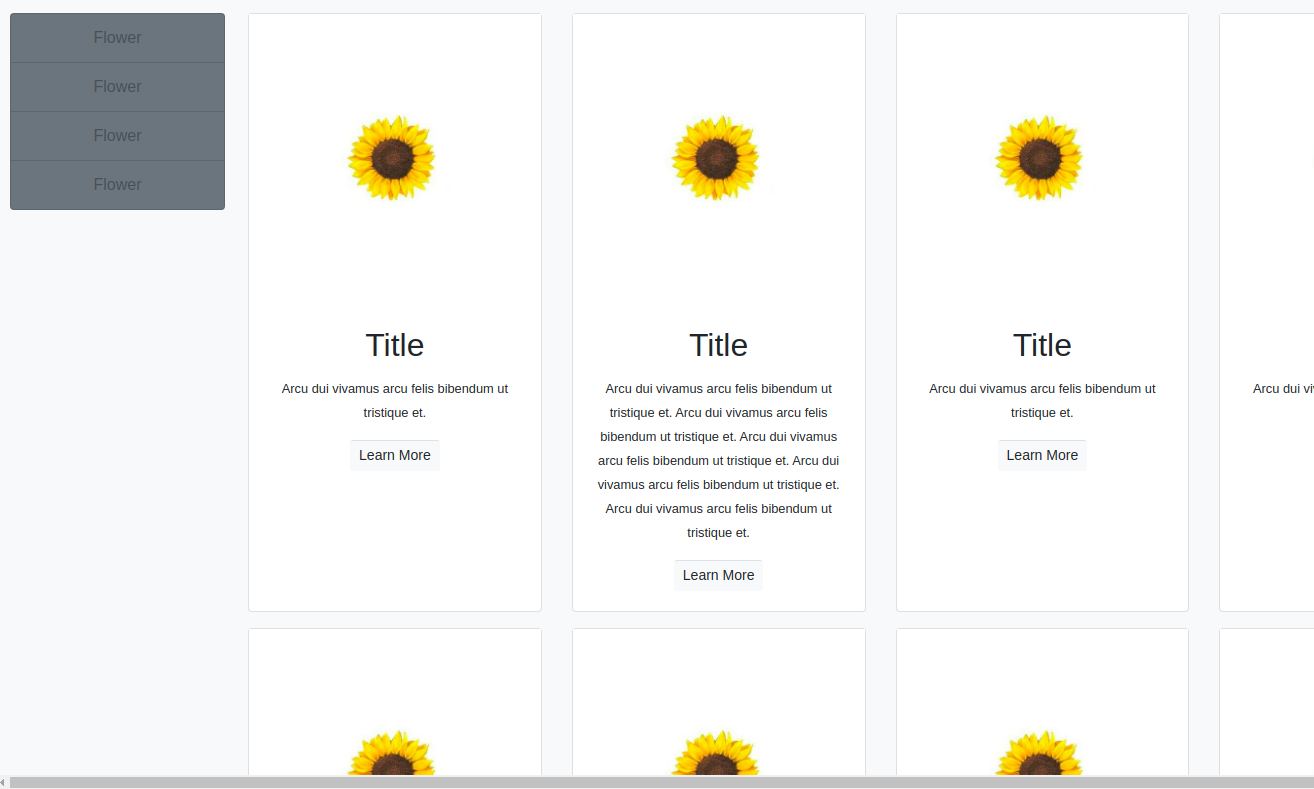 Flower
Flower
Flower
Flower
Title
Arcu dui vivamus arcu felis bibendum ut
tristique et.
Learn More
Title
Arcu dui vivamus arcu felis bibendum ut
tristique et. Arcu dui vivamus arcu felis
bibendum ut tristique et. Arcu dui vivamus
arcu felis bibendum ut tristique et. Arcu dui
vivamus arcu felis bibendum ut tristique et.
Arcu dui vivamus arcu felis bibendum ut
tristique et.
Learn More
Title
Arcu dui vivamus arcu felis bibendum ut
tristique et.
Learn More
Arcu dui